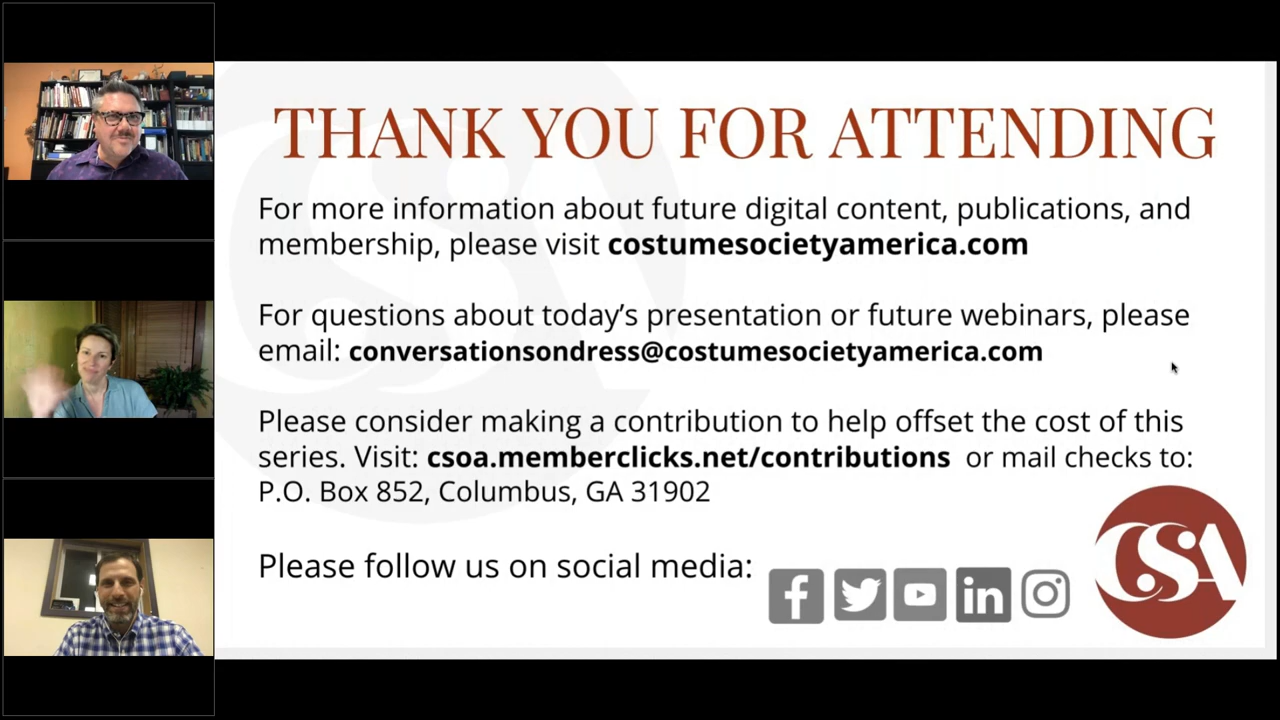 THANK YOU FOR ATTENDING
For more information about future digital content, publications, and
membership, please visit costumesocietyamerica.com
For questions about today’s presentation or future webinars, please
email: conversationsondress@costumesocietyamerica.com
Please consider making a contribution to help offset the cost of this
series. Visit: csoa.memberclicks.net/contributions or mail checks to:
P.O. Box 852, Columbus, GA 31902
Please follow us on social media:
in
CSA